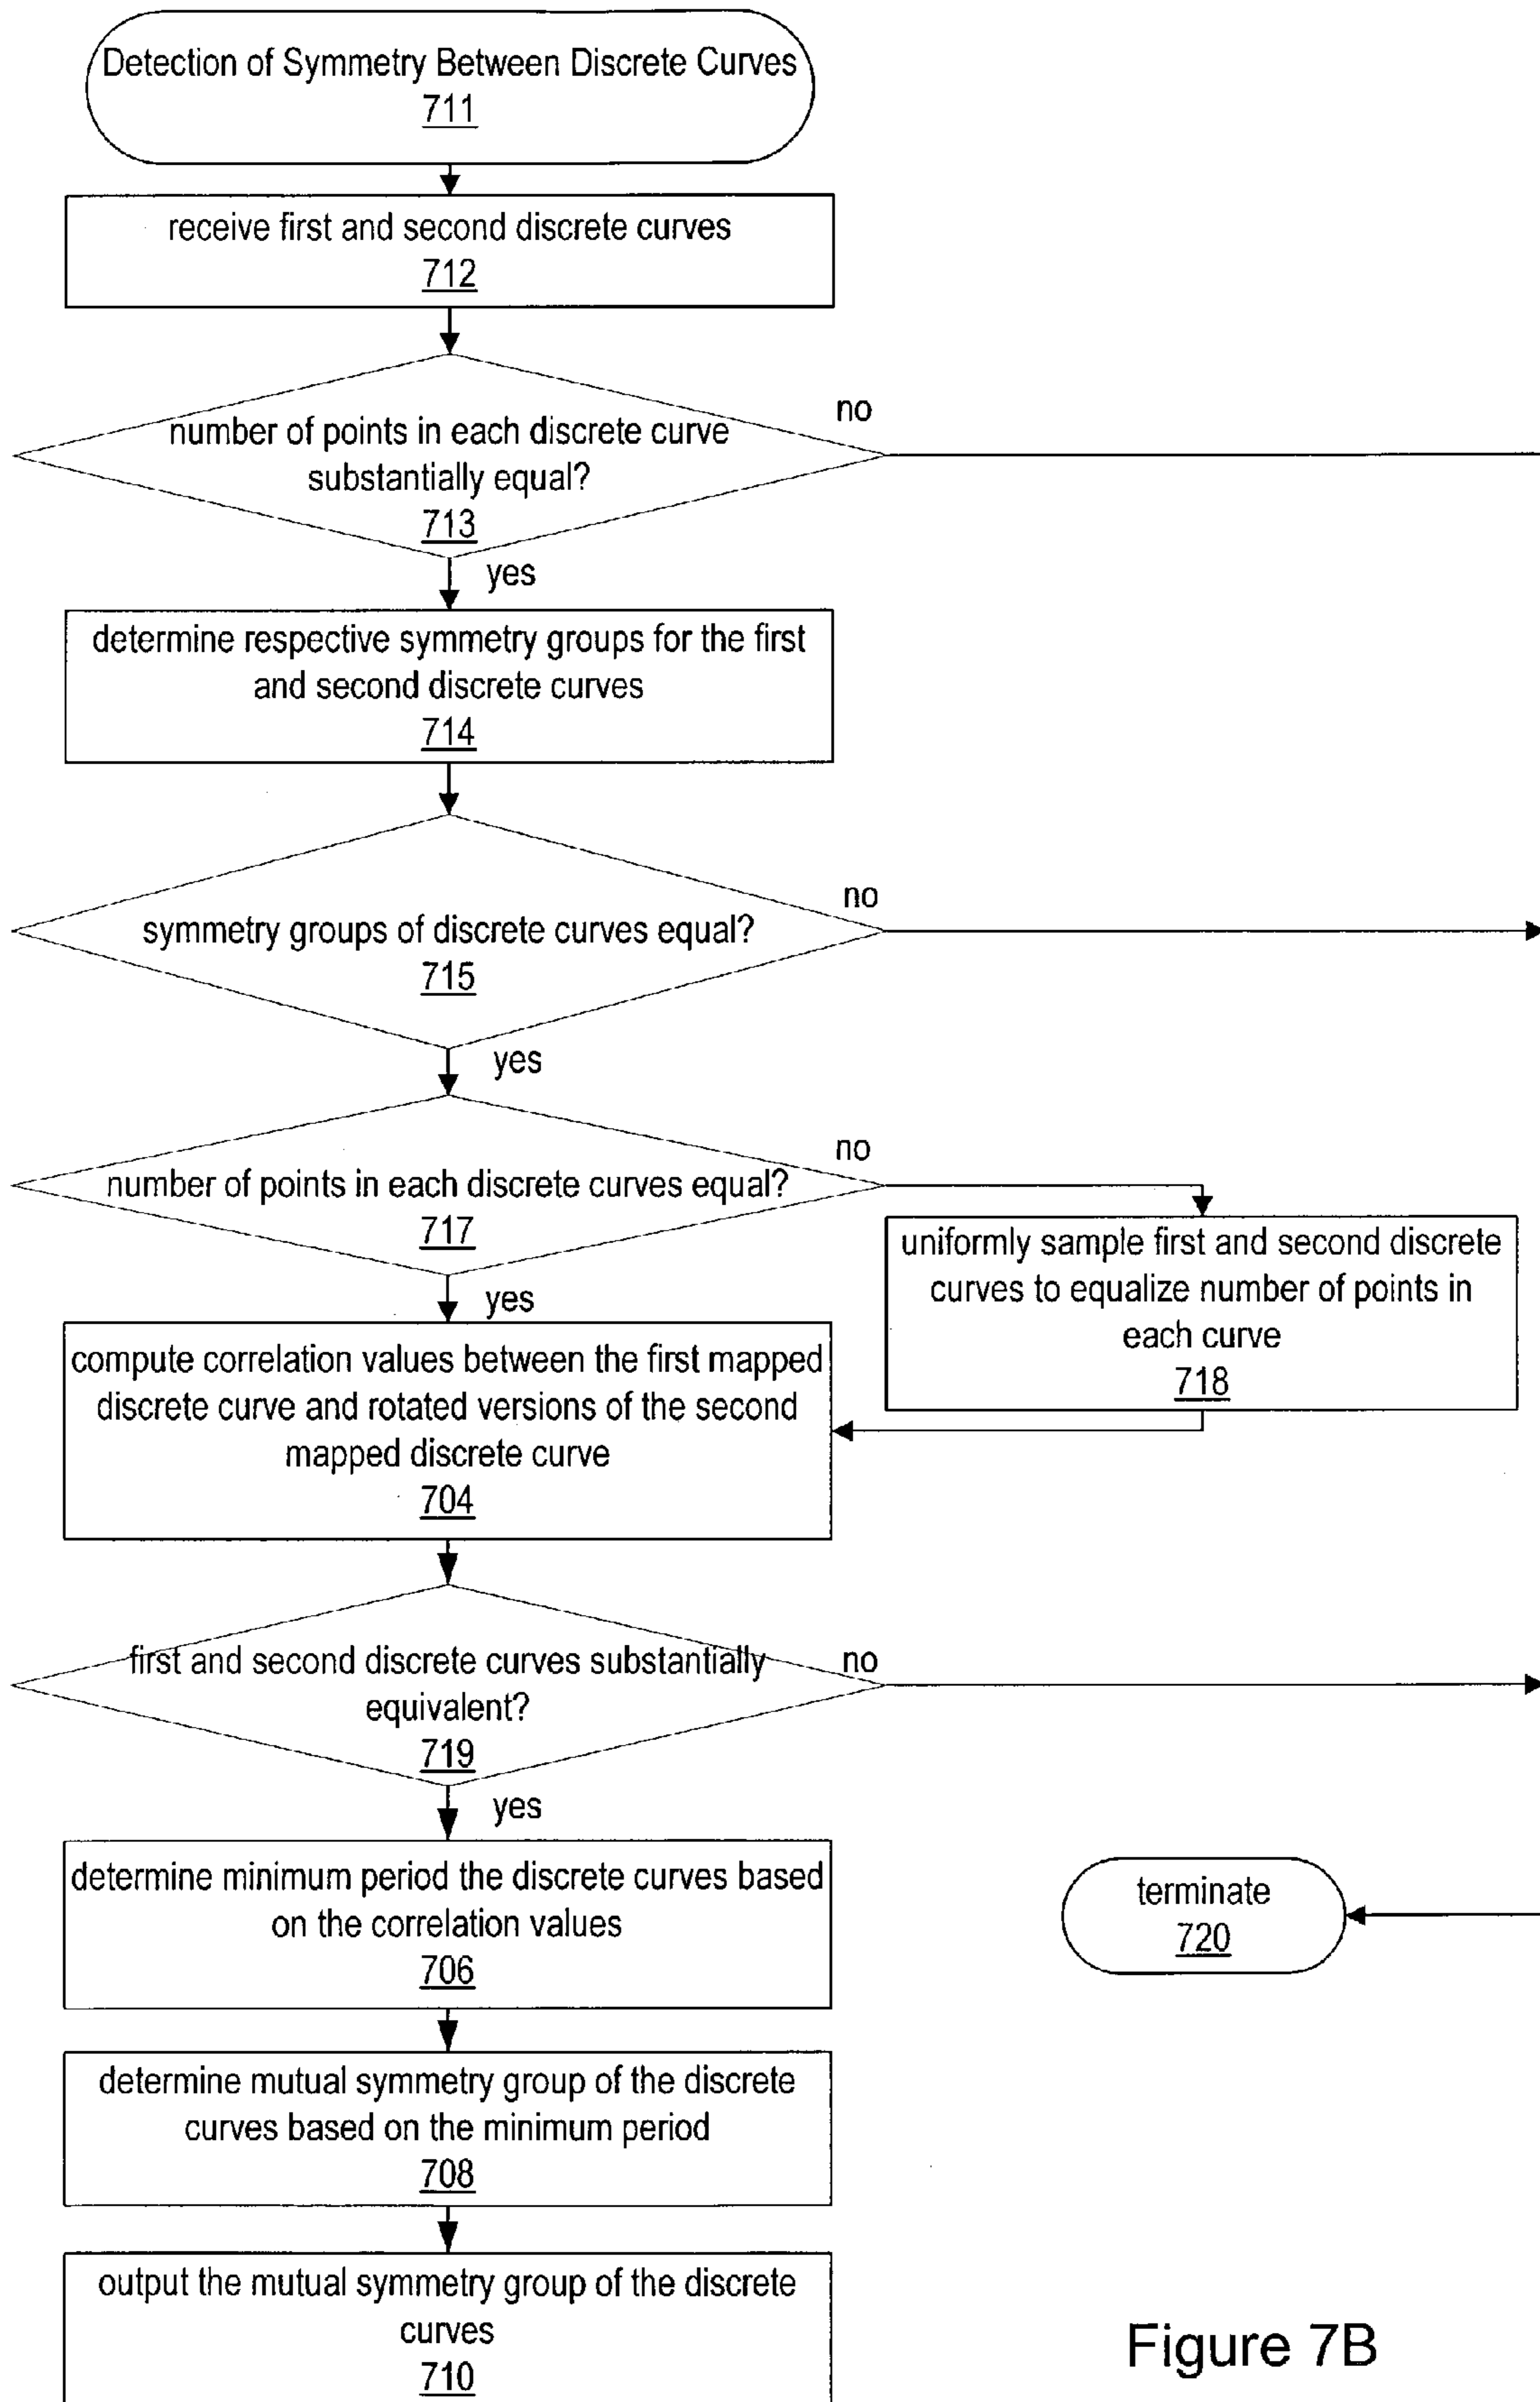 Detection of Symmetry Between Discrete Curves
711
receive first and second discrete curves
712
number of points in each discrete curve
substantially equal?
713
no
yes
determine respective symmetry groups for the first
and second discrete curves
714
symmetry groups of discrete curves equal?
715
no
yes
number of points in each discrete curves equal?
717
no
yes
uniformly sample first and second discrete
curves to equalize number of points in
each curve
718
compute correlation values between the first mapped
discrete curve and rotated versions of the second
mapped discrete curve
704
first and second discrete curves substantially
equivalent?
719
no
yes
determine minimum period the discrete curves based
on the correlation values
706
terminate
720
determine mutual symmetry group of the discrete
curves based on the minimum period
708
output the mutual symmetry group of the discrete
curves
710
Figure 7B